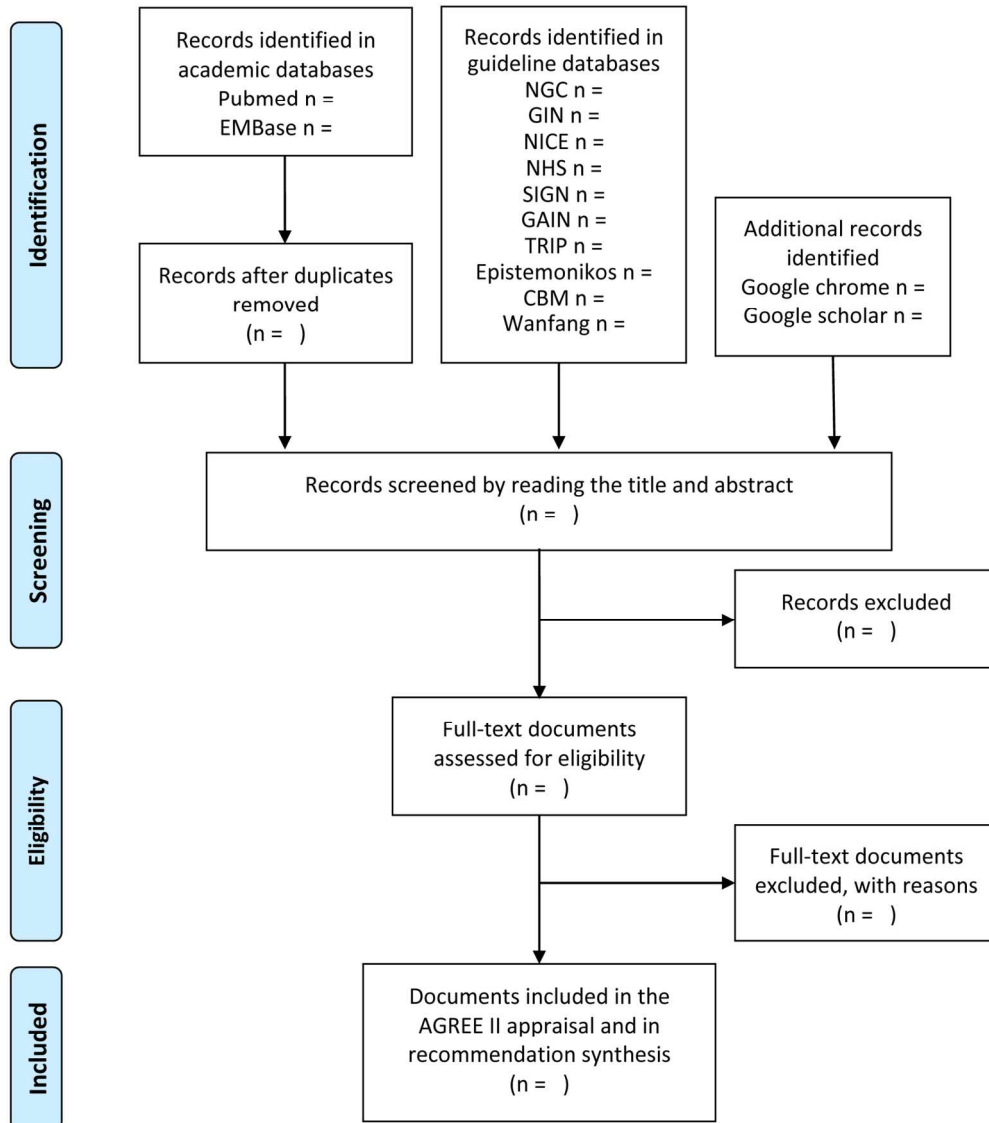 Identification
Records identified in
academic databases
Pubmed n =
EMBase n =
Records after duplicates
removed
(n =   )
Records identified in
guideline databases
NGC n =
GIN n =
NICE n =
NHS n =
SIGN n =
GAIN n =
TRIP n =
Epistemonikos n =
CBM n =
Wanfang n =
Additional records
identified
Google chrome n =
Google scholar n =
Screening
Records screened by reading the title and abstract
(n =   )
Records excluded
(n =   )
Eligibility
Full-text documents
assessed for eligibility
(n =   )
Full-text documents
excluded, with reasons
(n =   )
Included
Documents included in the
AGREE II appraisal and in
recommendation synthesis
(n =   )